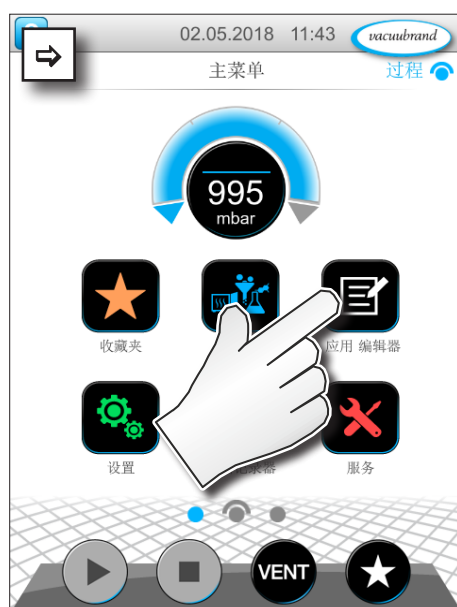 02.05.2018 11:43 vacuubrand
主菜单 过程
995
mbar
收藏夹 应用 编辑器
设置 服务
VENT